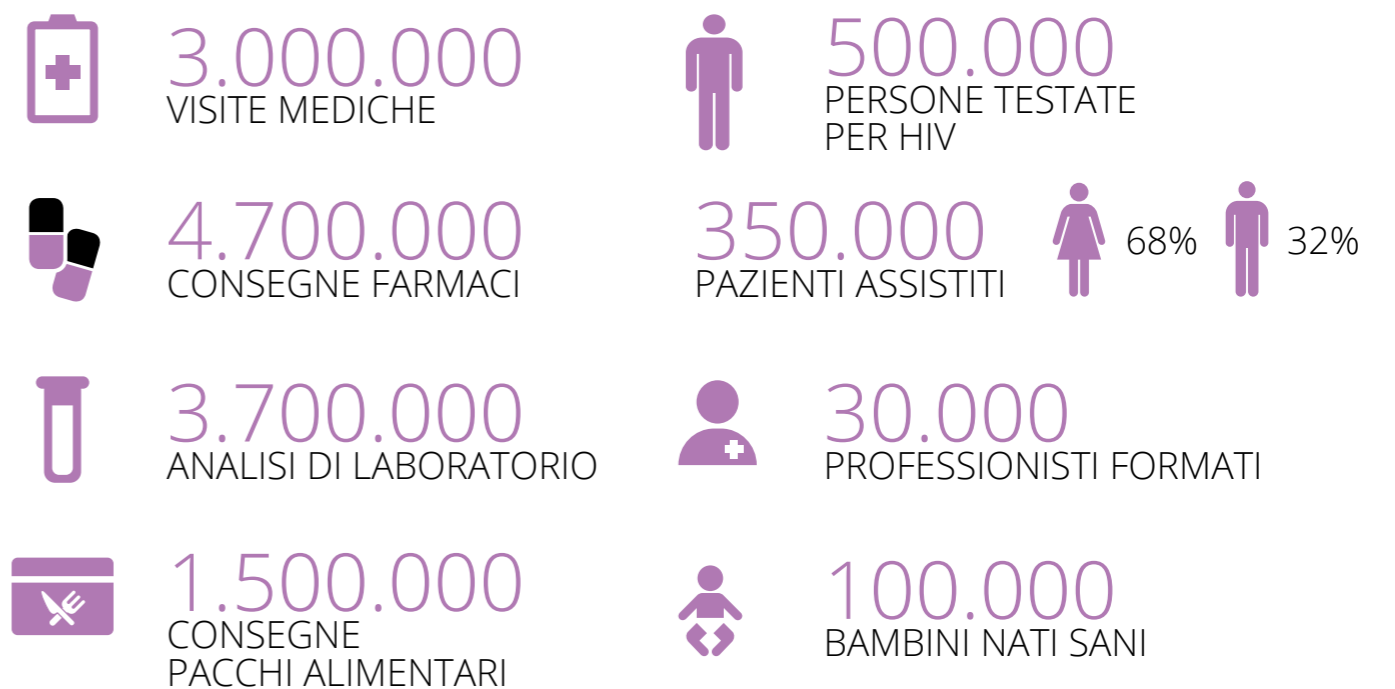 3.000.000
VISITE MEDICHE
500.000
PERSONE TESTATE
PER HIV
4.700.000
CONSEGNE FARMACI
350.000
PAZIENTI ASSISTITI
68%
32%
3.700.000
ANALISI DI LABORATORIO
30.000
PROFESSIONISTI FORMATI
1.500.000
CONSEGNE
PACCHI ALIMENTARI
100.000
BAMBINI NATI SANI